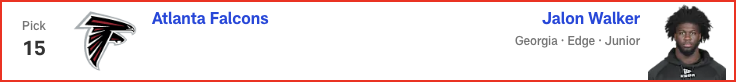 Pick
15
Atlanta Falcons
Jalon Walker
Georgia · Edge · Junior